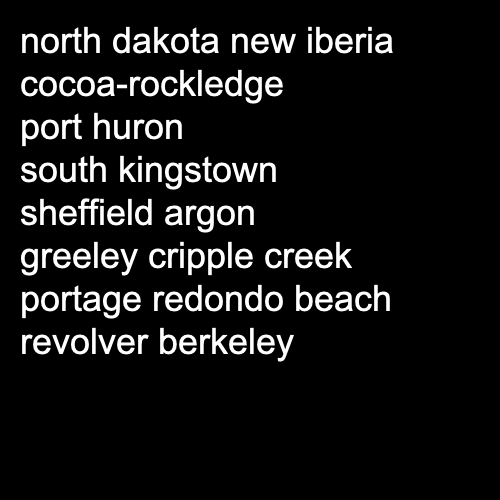 north dakota new iberia
cocoa-rockledge
port huron
south kingstown
sheffield argon
greeley cripple creek
portage redondo beach
revolver berkeley